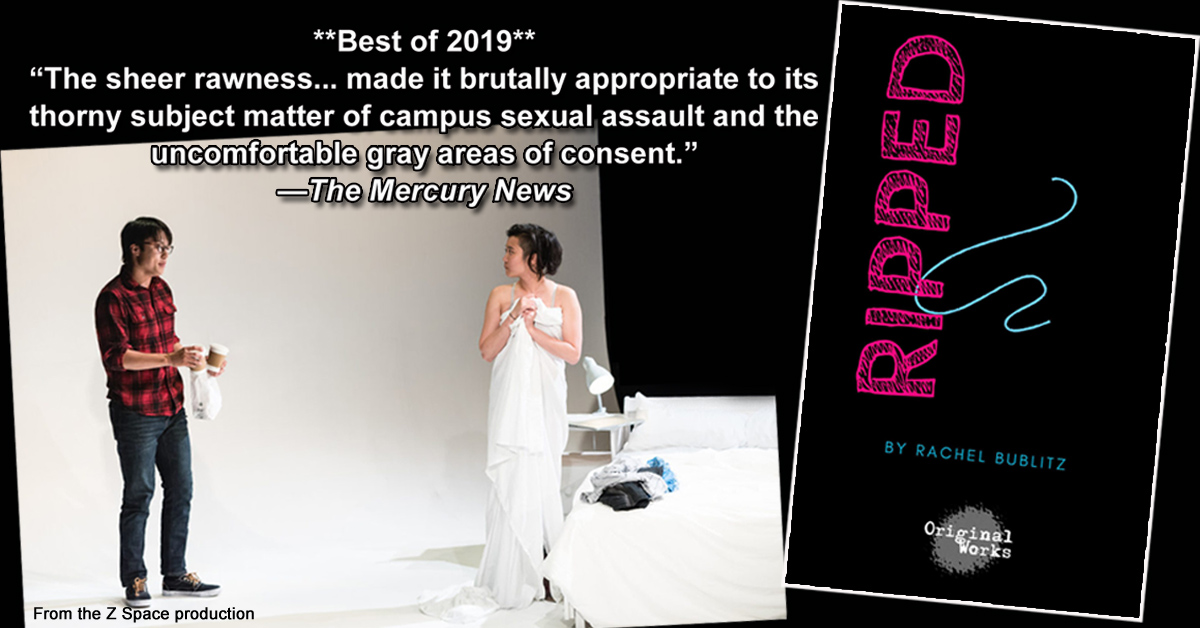 **Best of 2019**
“The sheer rawness... made it brutally appropriate to its
thorny subject matter of campus sexual assault and the
uncomfortable gray areas of consent.”
—The Mercury News
From the Z Space production
RIPPED
BY RACHEL BUBLITZ
Original
Works